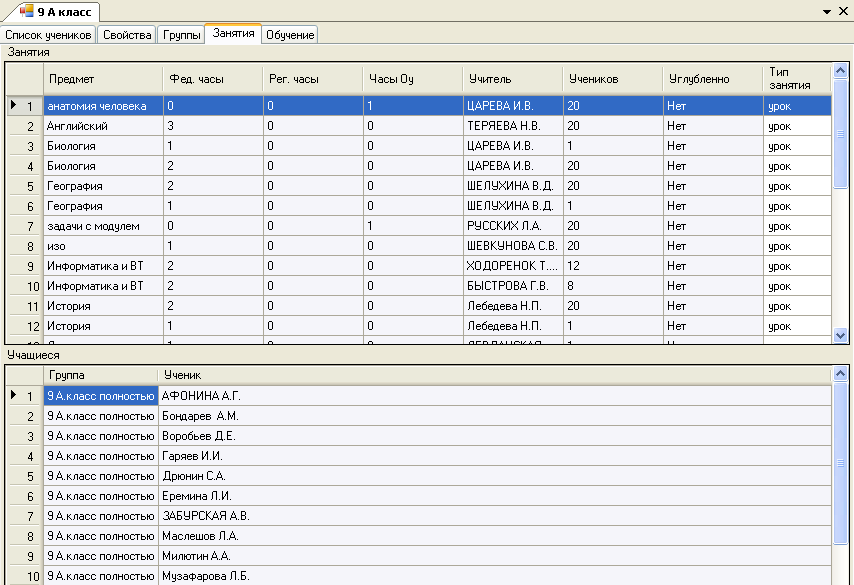 9 А класс
Список учеников Свойства Группы Занятия Обучение
Занятия
Предмет Фед. часы Рег. часы Часы Оу Учитель Учеников Углубленно Тип занятия
1 анатомия человека 0 0 1 ЦАРЕВА И.В. 20 Нет урок
2 Английский 3 0 0 ТЕРЯЕВА Н.В. 20 Нет урок
3 Биология 1 0 0 ЦАРЕВА И.В. 1 Нет урок
4 Биология 2 0 0 ЦАРЕВА И.В. 20 Нет урок
5 География 2 0 0 ШЕЛУХИНА В.Д. 20 Нет урок
6 География 1 0 0 ШЕЛУХИНА В.Д. 1 Нет урок
7 задачи с модулем 0 0 1 РУССКИХ Л.А. 20 Нет урок
8 изо 1 0 0 ШЕВКУНОВА С.В. 20 Нет урок
9 Информатика и ВТ 2 0 0 ХОДОРЕНОК Т.... 12 Нет урок
10 Информатика и ВТ 2 0 0 БЫСТРОВА Г.В. 8 Нет урок
11 История 2 0 0 Лебедева Н.П. 20 Нет урок
12 История 1 0 0 Лебедева Н.П. 1 Нет урок
Учащиеся
Группа Ученик
1 9 А.класс полностью АФОНИНА А.Г.
2 9 А.класс полностью Бондарев А.М.
3 9 А.класс полностью Воробьев Д.Е.
4 9 А.класс полностью Гаряев И.И.
5 9 А.класс полностью Дрюнин С.А.
6 9 А.класс полностью Еремина Л.И.
7 9 А.класс полностью ЗАБУРСКАЯ А.В.
8 9 А.класс полностью Маслешов Л.А.
9 9 А.класс полностью Милютин А.А.
10 9 А.класс полностью Музафарова Л.Б.